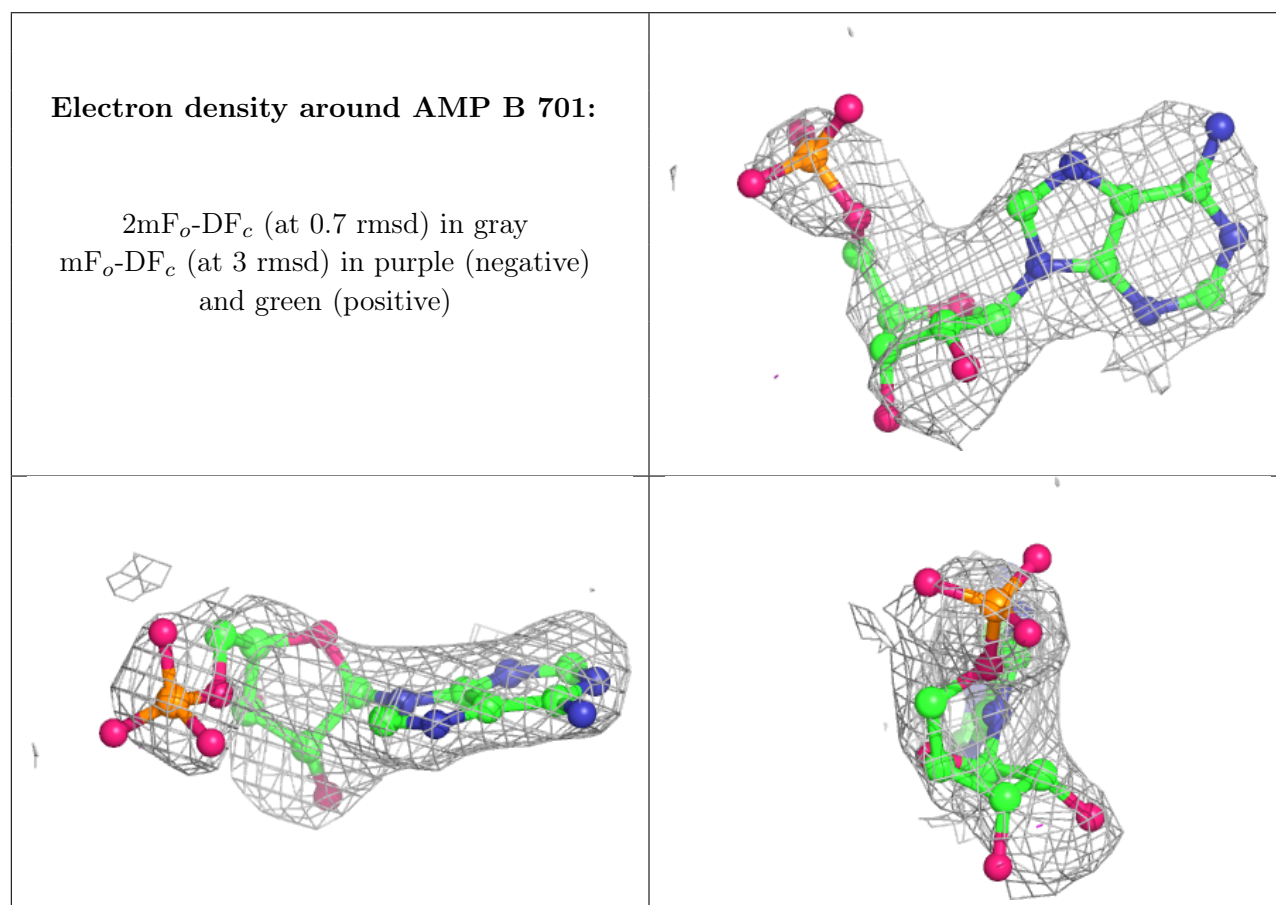 Electron density around AMP B 701:
2mFₒ-DF𝒸 (at 0.7 rmsd) in gray
mFₒ-DF𝒸 (at 3 rmsd) in purple (negative)
and green (positive)